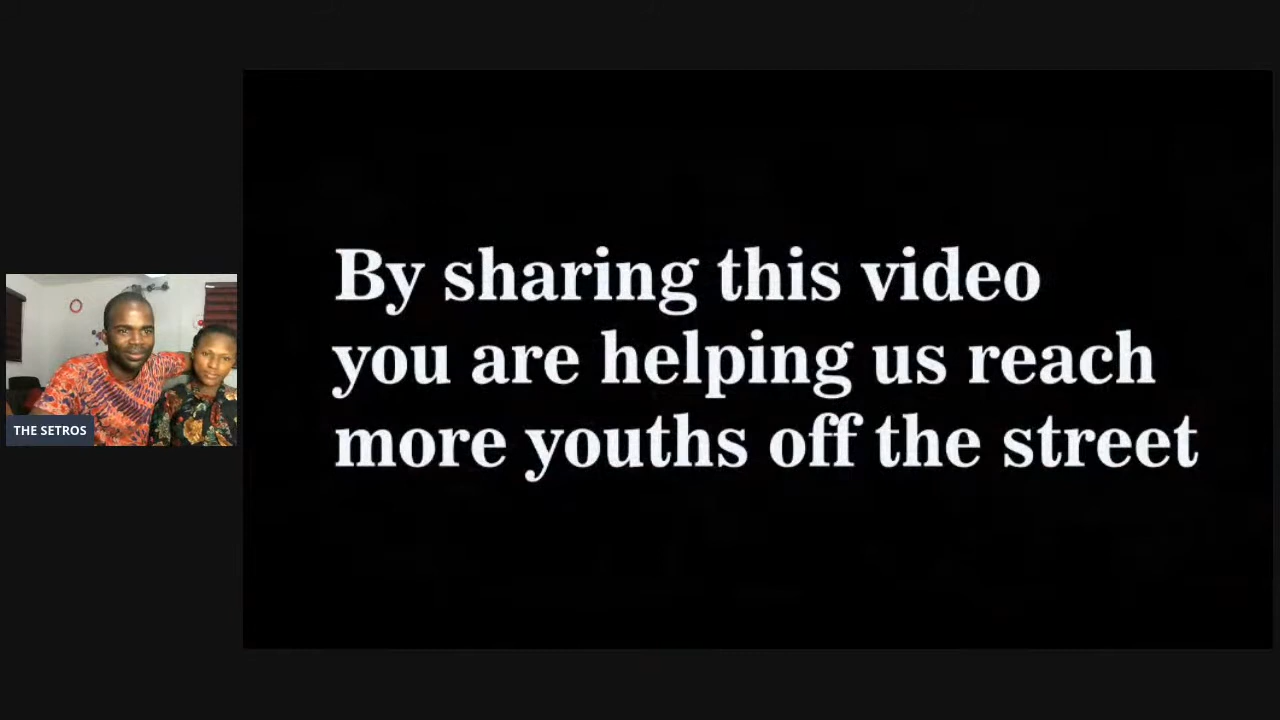 THE SETROS
By sharing this video
you are helping us reach
more youths off the street